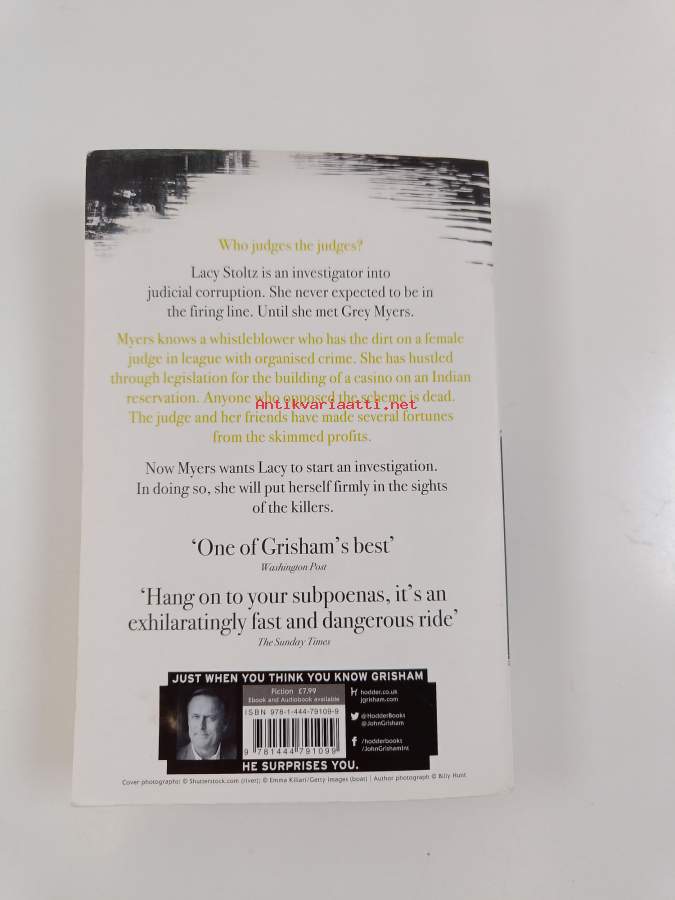 Who judges the judges?
Lacy Stoltz is an investigator into
judicial corruption. She never expected to be in
the firing line. Until she met Grey Myers.
Myers knows a whistleblower who has the dirt on a female
judge in league with organised crime. She has hustled
through legislation for the building of a casino on an Indian
reservation. Anyone who opposed the scheme is dead.
Antikvariaatti.net
The judge and her friends have made several fortunes
from the skimmed profits.
Now Myers wants Lacy to start an investigation.
In doing so, she will put herself firmly in the sights
of the killers.
‘One of Grisham’s best’
Washington Post
‘Hang on to your subpoenas, it’s an
exhilaratingly fast and dangerous ride’
The Sunday Times
JUST WHEN YOU THINK YOU KNOW GRISHAM
Fiction £7.99
Ebook and Audiobook available
ISBN 978-1-444-79109-9
9 781444 791099
hodder.co.uk
jgrisham.com
@HodderBooks
@JohnGrisham
/hodderbooks
/JohnGrishamInt
HE SURPRISES YOU.
Cover photographs: © Shutterstock.com (river); © Emma Kiliari/Getty Images (boat) | Author photograph © Billy Hunt